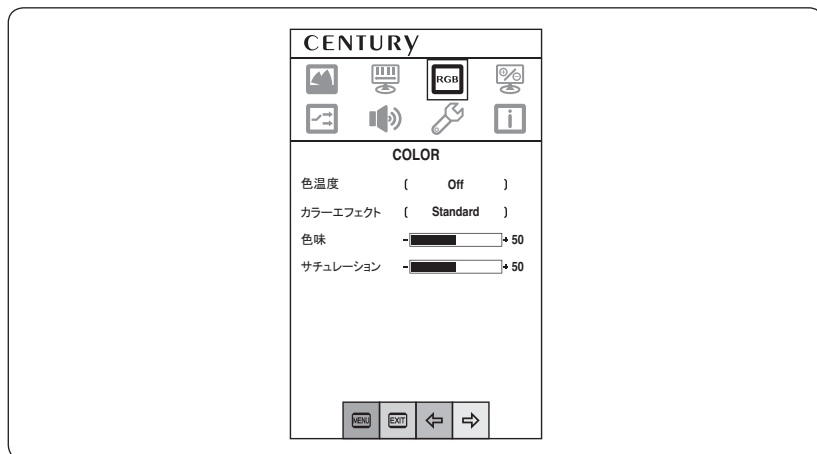 CENTURY
RGB
COLOR
色温度 ( Off )
カラーエフェクト ( Standard )
色味 - + 50
サチュレーション - + 50
MENU EXIT